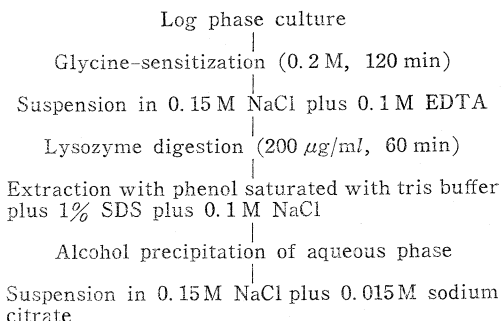 Log phase culture
Glycine-sensitization (0.2 M, 120 min)
Suspension in 0.15 M NaCl plus 0.1 M EDTA
Lysozyme digestion (200 μg/ml, 60 min)
Extraction with phenol saturated with tris buffer
plus 1% SDS plus 0.1 M NaCl
Alcohol precipitation of aqueous phase
Suspension in 0.15 M NaCl plus 0.015 M sodium
citrate